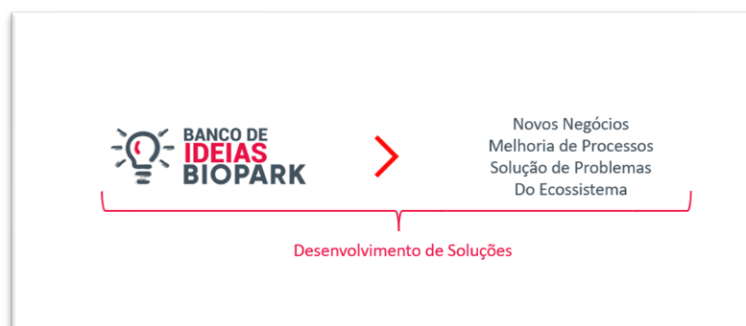 BANCO DE
IDEIAS
BIOPARK
Novos Negócios
Melhoria de Processos
Solução de Problemas
Do Ecossistema
Desenvolvimento de Soluções